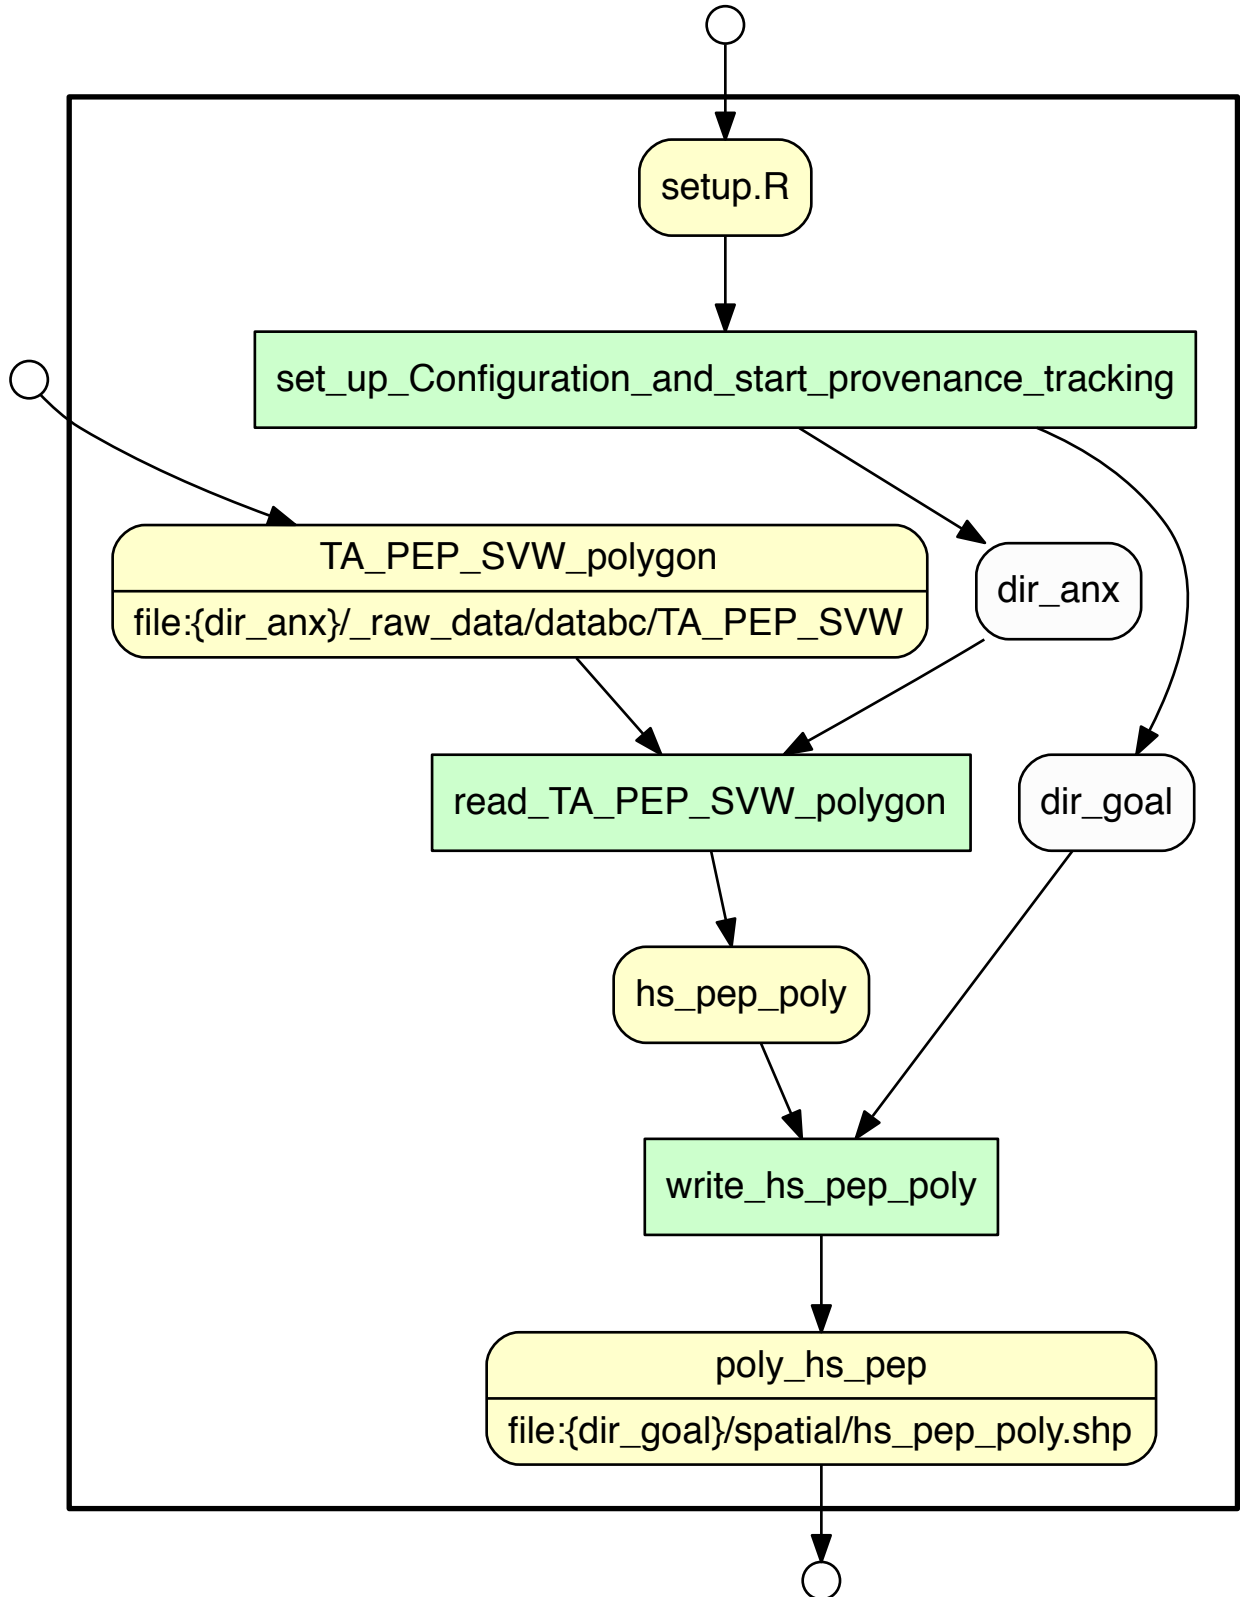 setup.R
set_up_Configuration_and_start_provenance_tracking
TA_PEP_SVW_polygon
file:{dir_anx}/_raw_data/databc/TA_PEP_SVW
dir_anx
read_TA_PEP_SVW_polygon
dir_goal
hs_pep_poly
write_hs_pep_poly
poly_hs_pep
file:{dir_goal}/spatial/hs_pep_poly.shp